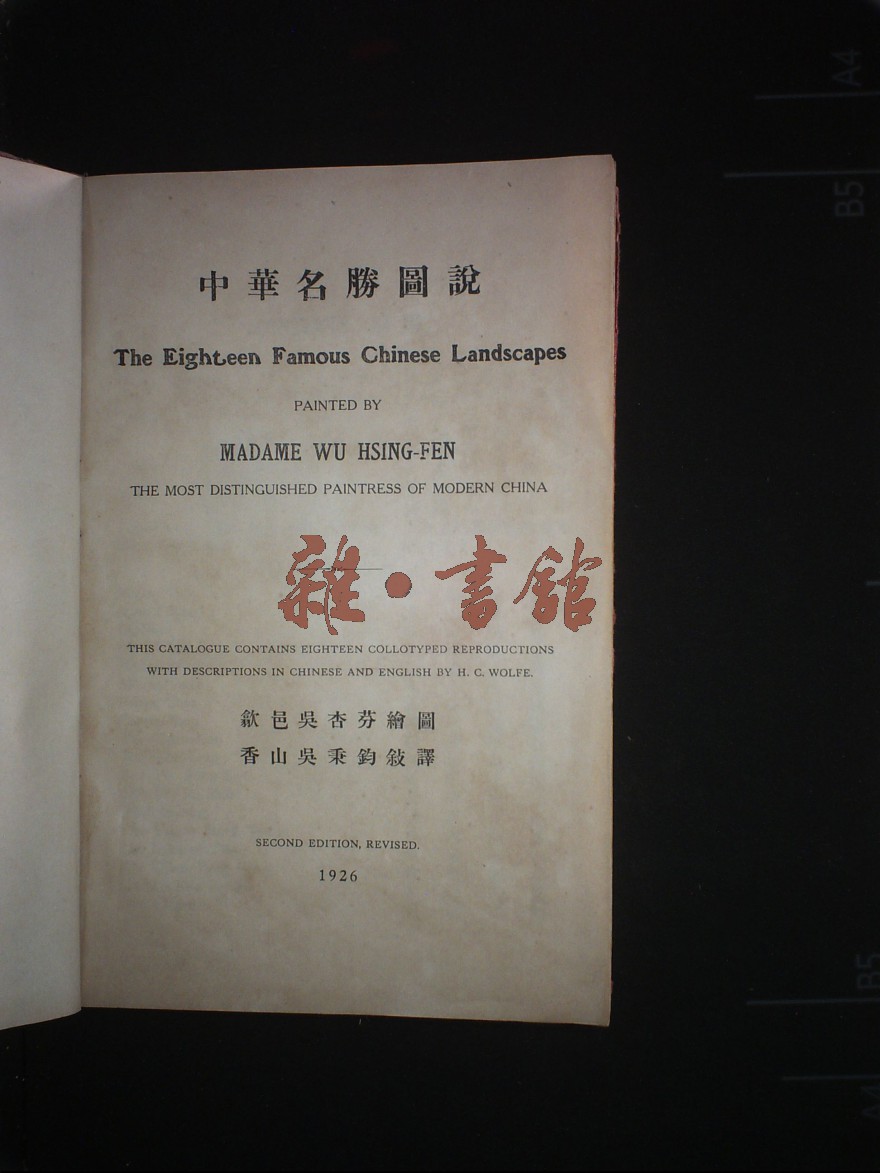 中華名勝圖說
The Eighteen Famous Chinese Landscapes
PAINTED BY
MADAME WU HSING-FEN
THE MOST DISTINGUISHED PAINTRESS OF MODERN CHINA
雜·書館
THIS CATALOGUE CONTAINS EIGHTEEN COLLOTYPED REPRODUCTIONS
WITH DESCRIPTIONS IN CHINESE AND ENGLISH BY H. C. WOLFE.
歙邑吳杏芬繪圖
香山吳秉鈞敍譯
SECOND EDITION, REVISED.
1926
A4
B5
B5
A4